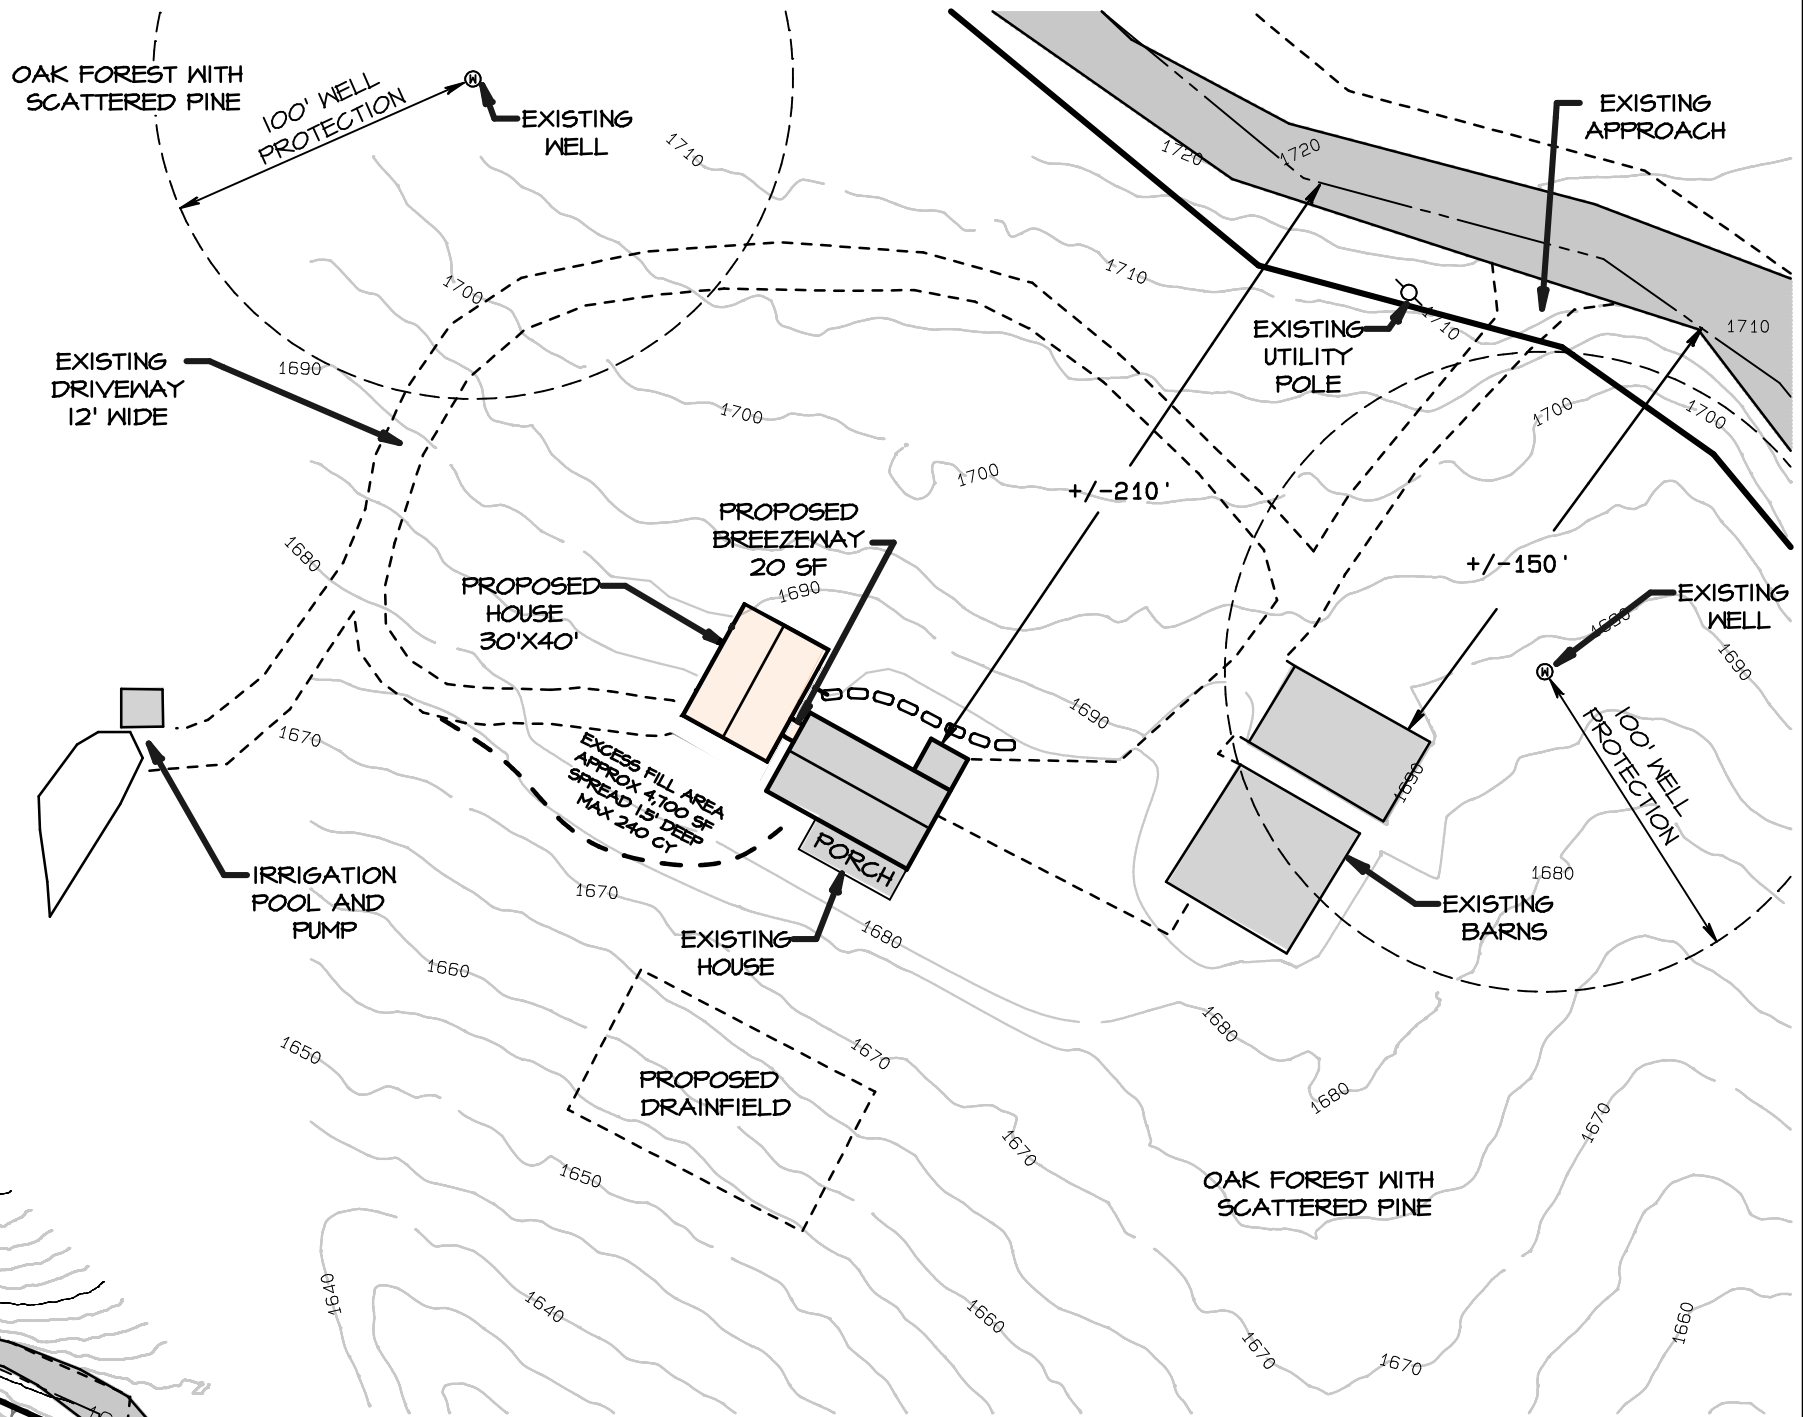 OAK FOREST WITH
SCATTERED PINE
100' WELL
PROTECTION
EXISTING
WELL
1710
1720
1720
EXISTING
APPROACH
1700
1710
EXISTING
UTILITY
POLE
1710
1710
EXISTING
DRIVEWAY
12' WIDE
1690
1700
1700
1700
1700
+/-210'
+/-150'
PROPOSED
BREEZEWAY
20 SF
1680
PROPOSED
HOUSE
30'X40'
1690
EXISTING
WELL
1690
1690
1690
1670
EXCESS FILL AREA
APPROX 4,700 SF
SPREAD 1.5' DEEP
MAX 240 CY
100' WELL
PROTECTION
1690
PORCH
IRRIGATION
POOL AND
PUMP
1670
1680
EXISTING
BARNS
EXISTING
HOUSE
1680
1660
1650
1670
1680
PROPOSED
DRAINFIELD
1680
1670
1670
1650
OAK FOREST WITH
SCATTERED PINE
1640
1640
1660
1660
1670
1670